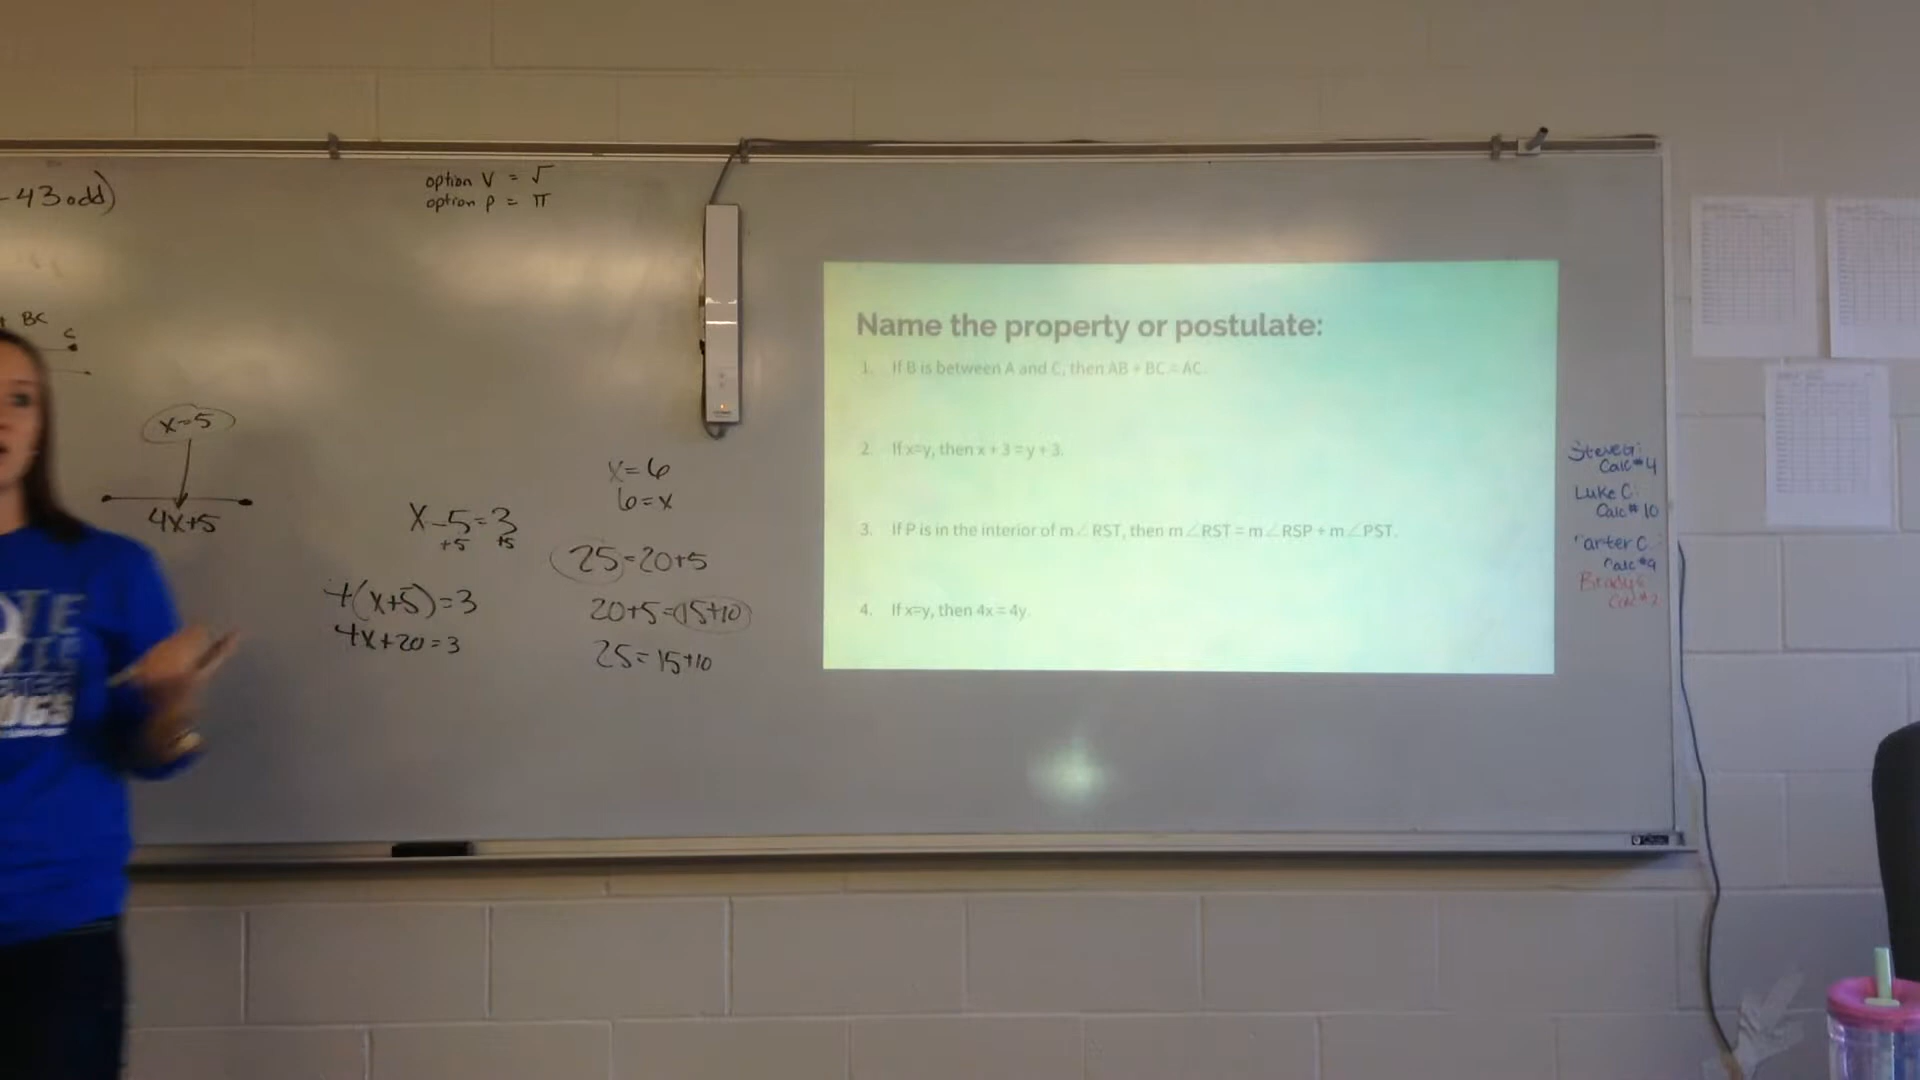 -43 odd)
option V = √
option p = π
+ BC
C
x=5
4x+5
x-5=3
+5 +5
4(x+5)=3
4x+20=3
x=6
6=x
25=20+5
20+5=15+10
25=15+10
Name the property or postulate:
1. If B is between A and C, then AB + BC = AC.
2. If x=y, then x + 3 = y + 3.
3. If P is in the interior of m∠RST, then m∠RST = m∠RSP + m∠PST.
4. If x=y, then 4x = 4y.
Calc#4
Luke C:
Calc#10
arter C.:
Calc#9